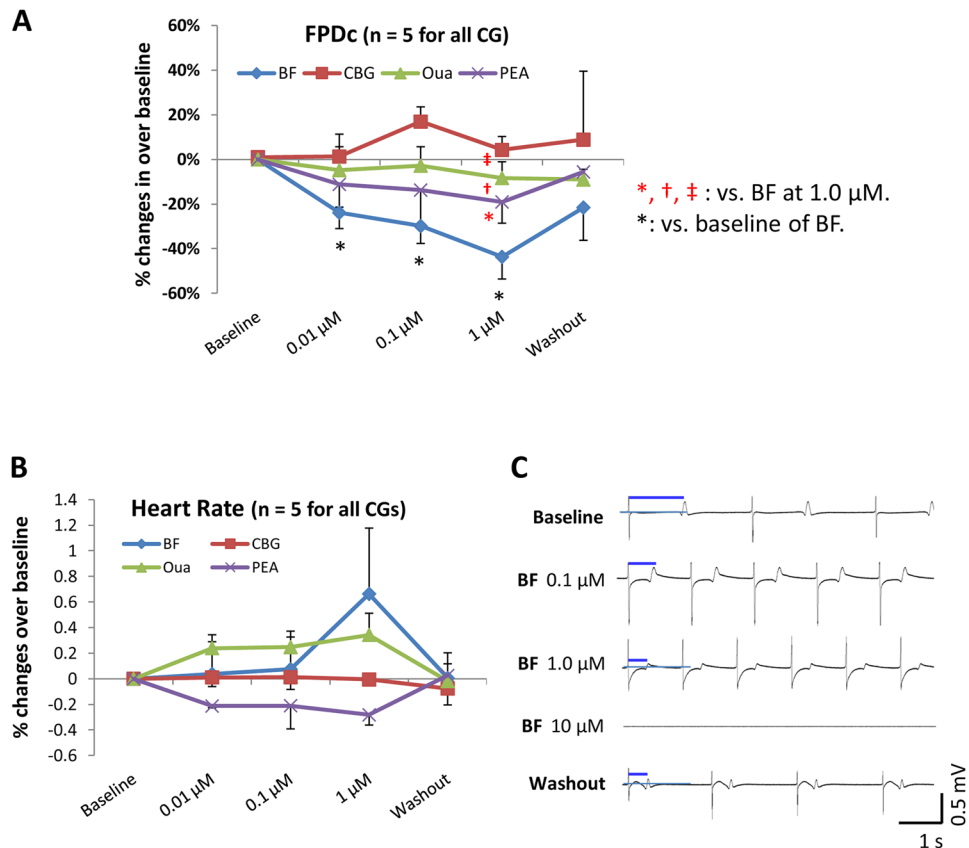 A
FPDc (n = 5 for all CG)
BF CBG Oua PEA
% changes in over baseline
60%
40%
20%
0%
-20%
-40%
-60%
‡
†
*
* * *
Baseline 0.01 µM 0.1 µM 1 µM Washout
*, †, ‡ : vs. BF at 1.0 µM.
*: vs. baseline of BF.
B
Heart Rate (n = 5 for all CGs)
BF CBG
Oua PEA
% changes over baseline
1.4
1.2
1
0.8
0.6
0.4
0.2
0
-0.2
-0.4
-0.6
Baseline 0.01 µM 0.1 µM 1 µM Washout
C
Baseline
BF 0.1 µM
BF 1.0 µM
BF 10 µM
Washout
0.5 mV
1 s